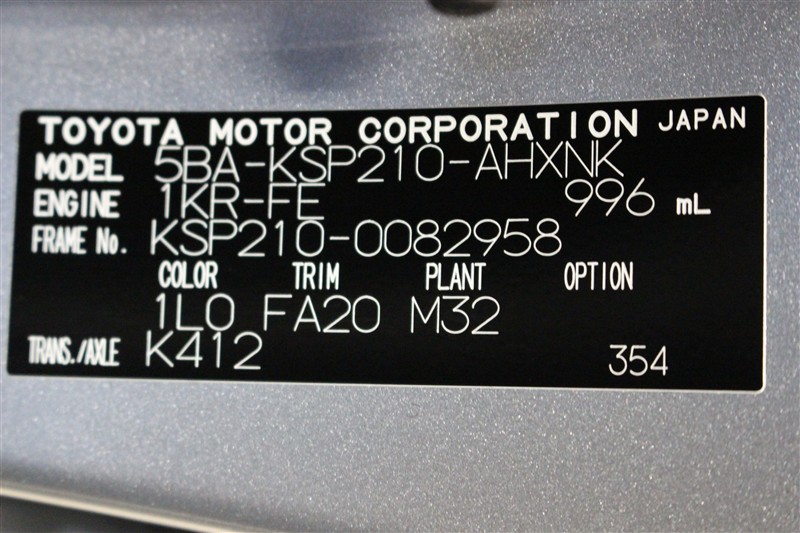 TOYOTA MOTOR CORPORATION JAPAN
MODEL 5BA-KSP210-AHXNK
ENGINE 1KR-FE 996 mL
FRAME No. KSP210-0082958
COLOR TRIM PLANT OPTION
1L0 FA20 M32
TRANS./AXLE K412 354